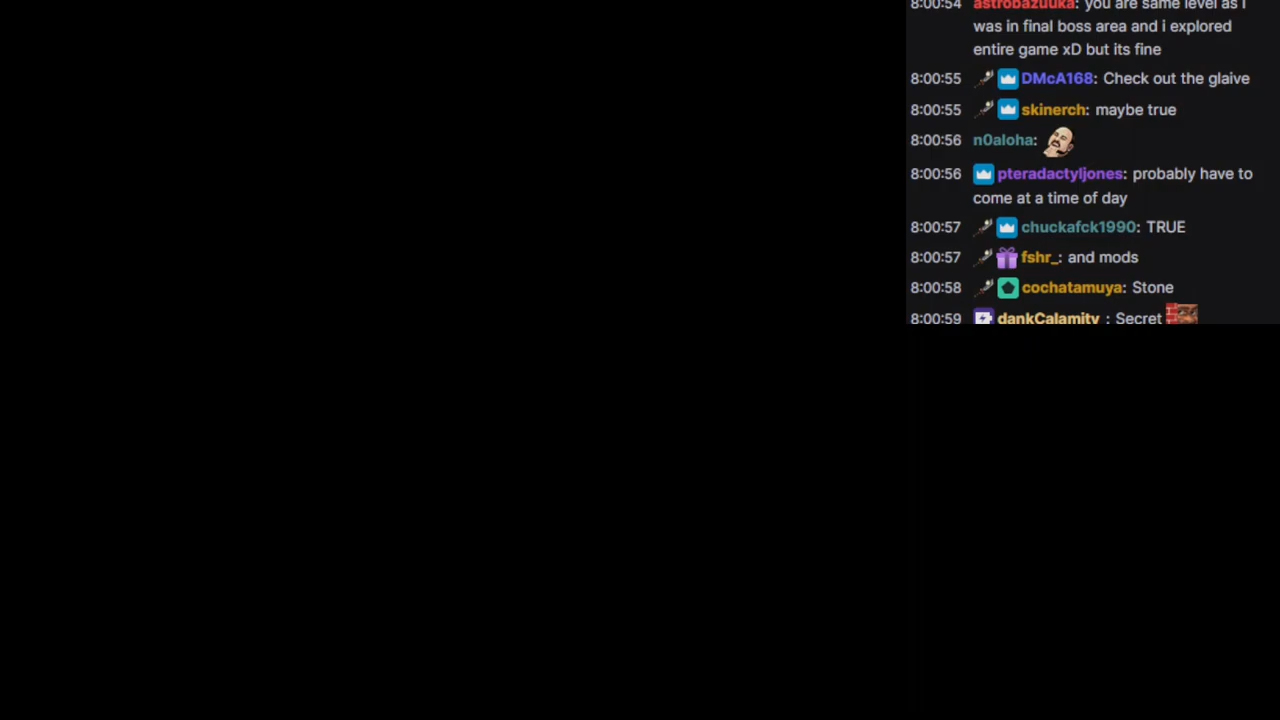 8:00:54 astrobazuuka: you are same level as i
was in final boss area and i explored
entire game xD but its fine
8:00:55 DMcA168: Check out the glaive
8:00:55 skinerch: maybe true
8:00:56 n0aloha:
8:00:56 pteradactyljones: probably have to
come at a time of day
8:00:57 chuckafck1990: TRUE
8:00:57 fshr_: and mods
8:00:58 cochatamuya: Stone
8:00:59 dankCalamity : Secret